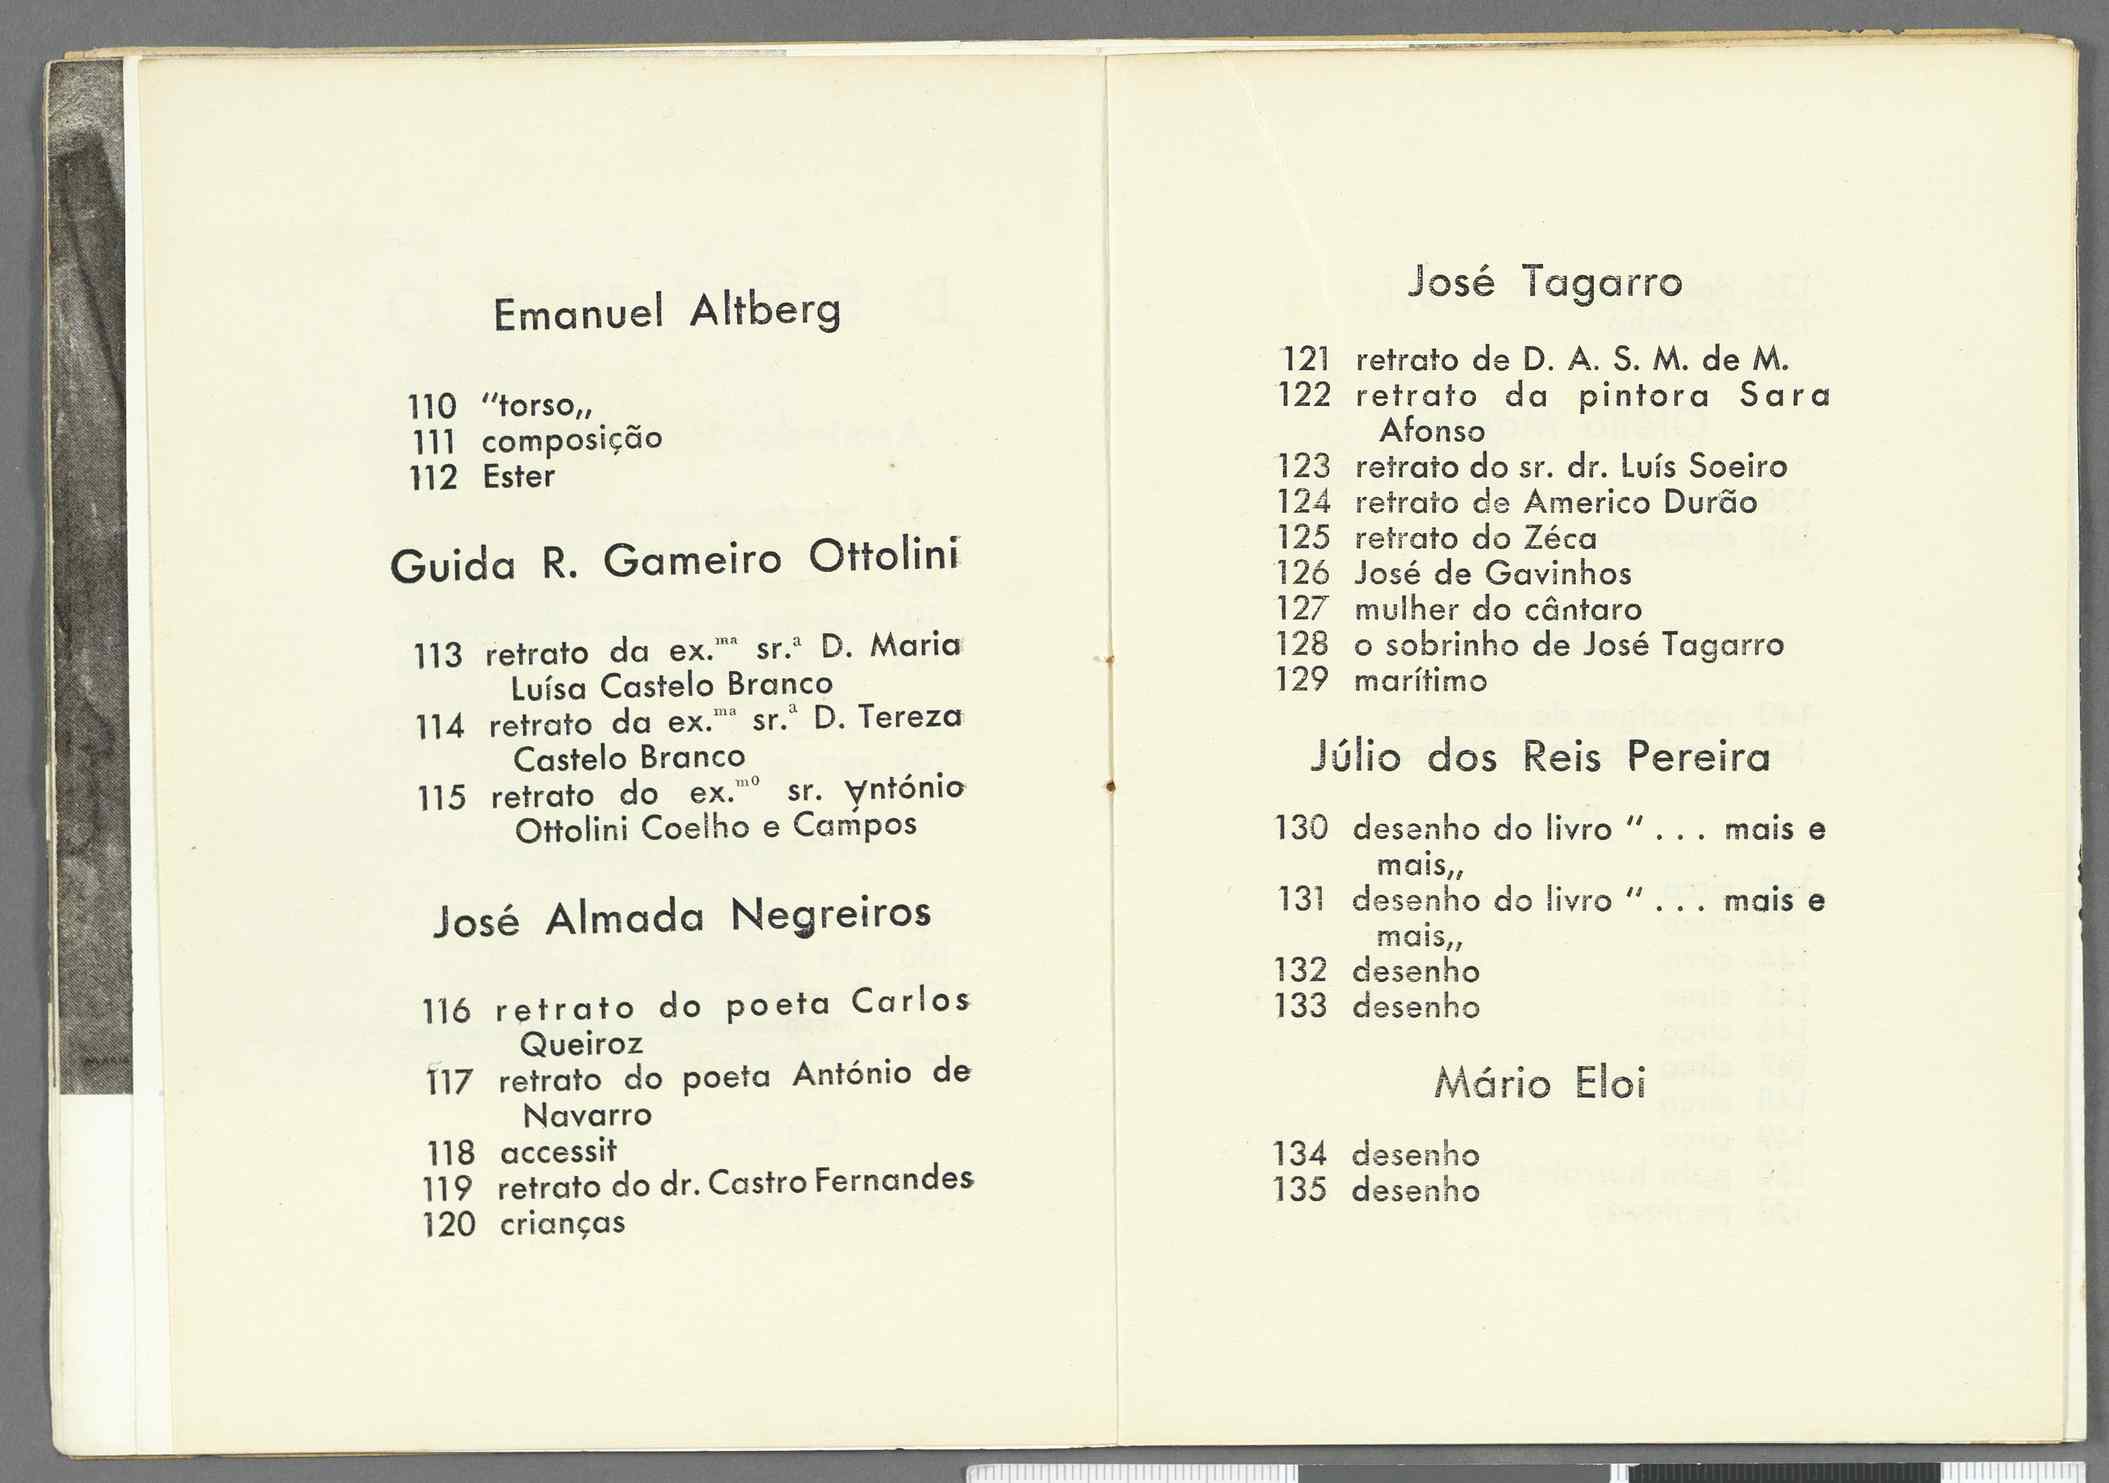 Emanuel Altberg
110 "torso„
111 composição
112 Ester
Guida R. Gameiro Ottolini
113 retrato da ex.ma sr.a D. Maria
Luísa Castelo Branco
114 retrato da ex.ma sr.a D. Tereza
Castelo Branco
115 retrato do ex.mo sr. António
Ottolini Coelho e Campos
José Almada Negreiros
116 retrato do poeta Carlos
Queiroz
117 retrato do poeta António de
Navarro
118 accessit
119 retrato do dr. Castro Fernandes
120 crianças
José Tagarro
121 retrato de D. A. S. M. de M.
122 retrato da pintora Sara
Afonso
123 retrato do sr. dr. Luís Soeiro
124 retrato de Americo Durão
125 retrato do Zéca
126 José de Gavinhos
127 mulher do cântaro
128 o sobrinho de José Tagarro
129 marítimo
Júlio dos Reis Pereira
130 desenho do livro " . . . mais e
mais„
131 desenho do livro " . . . mais e
mais„
132 desenho
133 desenho
Mário Eloi
134 desenho
135 desenho